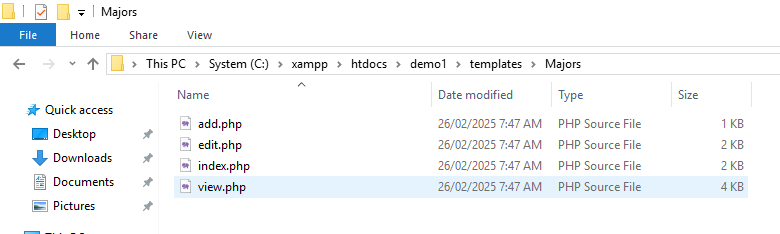 Majors
File Home Share View
This PC > System (C:) > xampp > htdocs > demo1 > templates > Majors
Name Date modified Type Size
Quick access
add.php 26/02/2025 7:47 AM PHP Source File 1 KB
Desktop
edit.php 26/02/2025 7:47 AM PHP Source File 2 KB
Downloads
index.php 26/02/2025 7:47 AM PHP Source File 2 KB
Documents
view.php 26/02/2025 7:47 AM PHP Source File 4 KB
Pictures